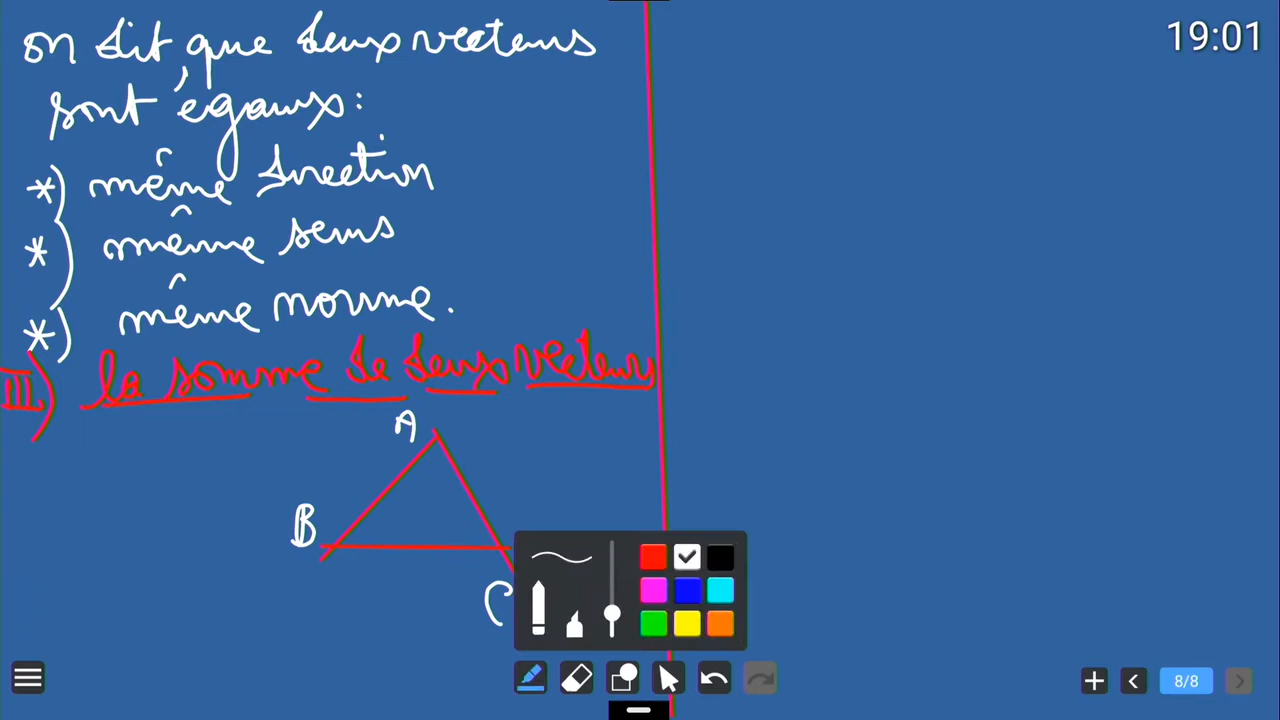 on dit que deux vecteurs
sont égaux:
*) même direction
*) même sens
*) même norme.
III) la somme de deux vecteurs
A
B
C
19:01
8/8